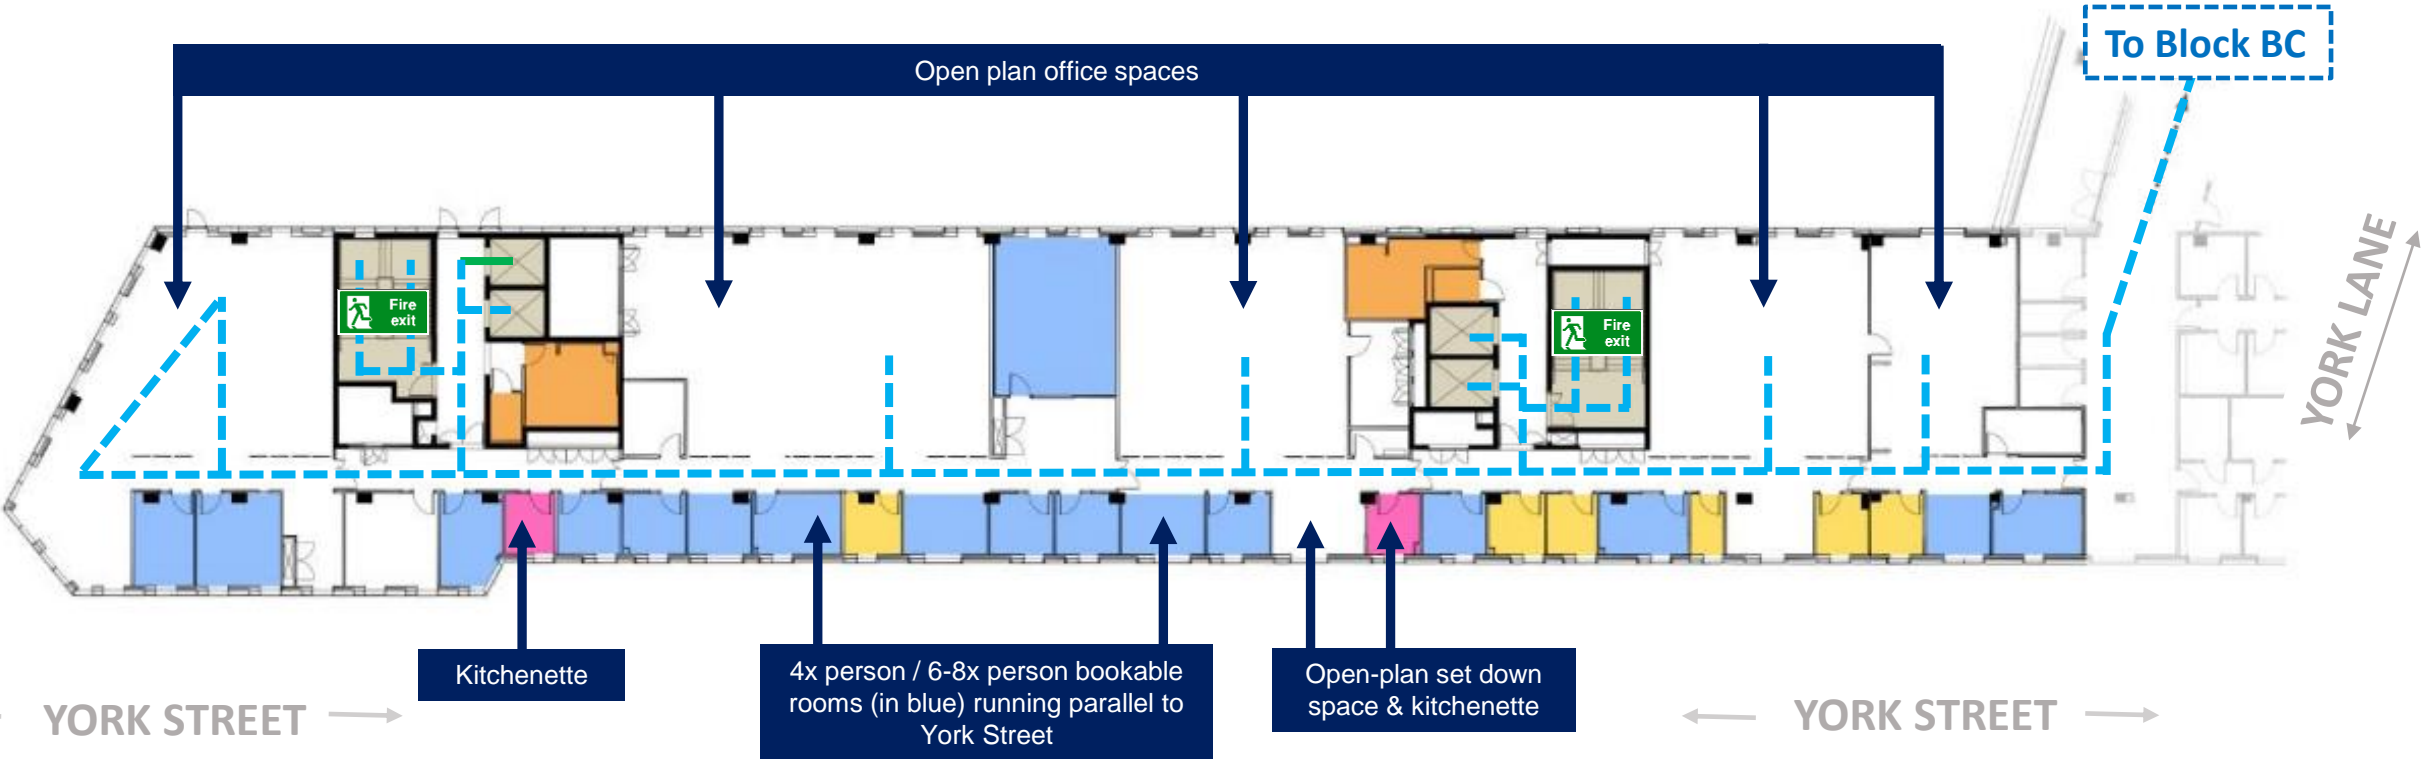 To Block BC
Open plan office spaces
YORK LANE
Fire
exit
Fire
exit
Kitchenette
4x person / 6-8x person bookable
rooms (in blue) running parallel to
York Street
Open-plan set down
space & kitchenette
YORK STREET
YORK STREET